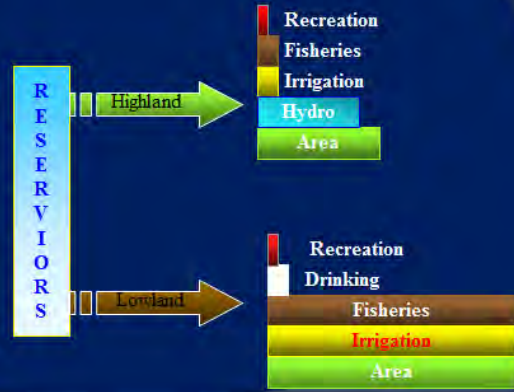 RESERVIORS
Highland
Recreation
Fisheries
Irrigation
Hydro
Area
Lowland
Recreation
Drinking
Fisheries
Irrigation
Area